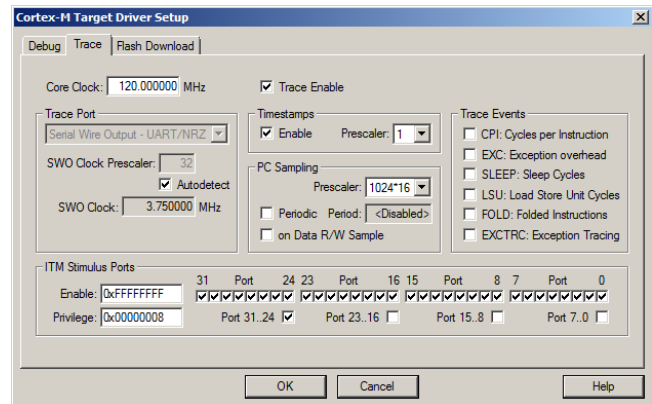 Cortex-M Target Driver Setup
Debug Trace Flash Download
Core Clock: 120.000000 MHz Trace Enable
Trace Port
Serial Wire Output - UART/NRZ
SWO Clock Prescaler: 32
Autodetect
SWO Clock: 3.750000 MHz
Timestamps
Enable Prescaler: 1
PC Sampling
Prescaler: 1024*16
Periodic Period: <Disabled>
on Data R/W Sample
Trace Events
CPI: Cycles per Instruction
EXC: Exception overhead
SLEEP: Sleep Cycles
LSU: Load Store Unit Cycles
FOLD: Folded Instructions
EXCTRC: Exception Tracing
ITM Stimulus Ports
31 Port 24 23 Port 16 15 Port 8 7 Port 0
Enable: 0xFFFFFFFF
Privilege: 0x00000008 Port 31..24 Port 23..16 Port 15..8 Port 7..0
OK Cancel Help